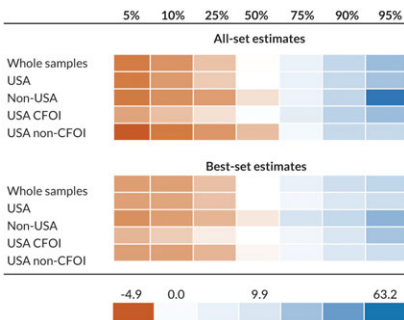 5% 10% 25% 50% 75% 90% 95%
All-set estimates
Whole samples
USA
Non-USA
USA CFOI
USA non-CFOI
Best-set estimates
Whole samples
USA
Non-USA
USA CFOI
USA non-CFOI
-4.9 0.0 9.9 63.2